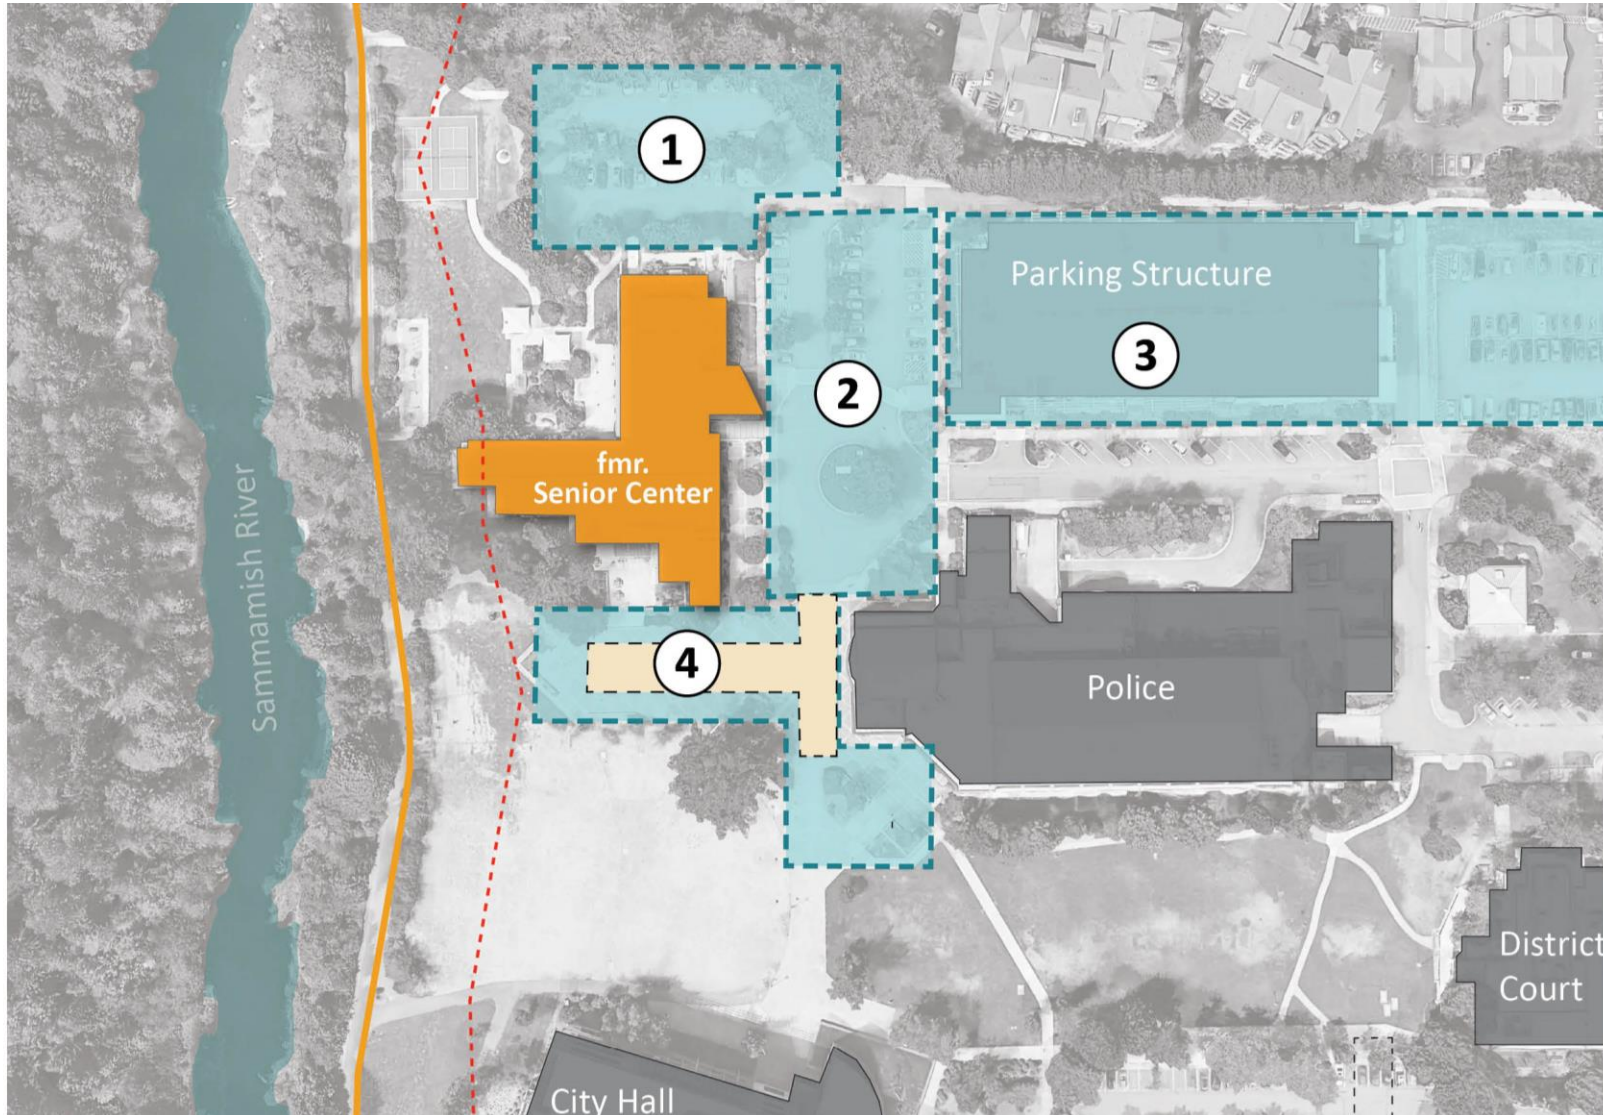 1
Parking Structure
3
2
fmr.
Senior Center
Sammamish River
4
Police
District
Court
City Hall